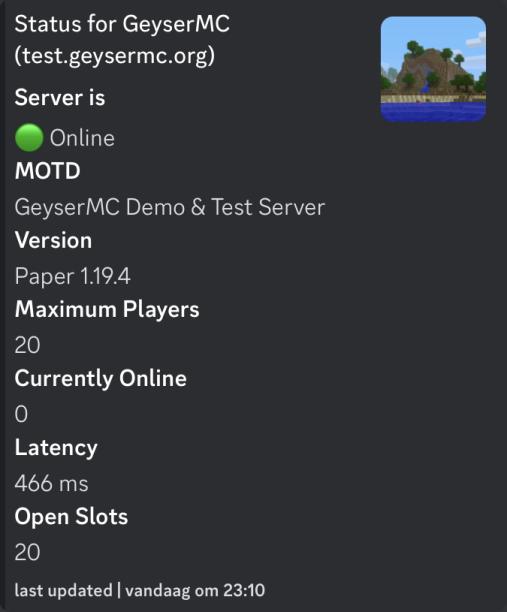 Status for GeyserMC
(test.geysermc.org)
Server is
🟢 Online
MOTD
GeyserMC Demo & Test Server
Version
Paper 1.19.4
Maximum Players
20
Currently Online
0
Latency
466 ms
Open Slots
20
last updated | vandaag om 23:10